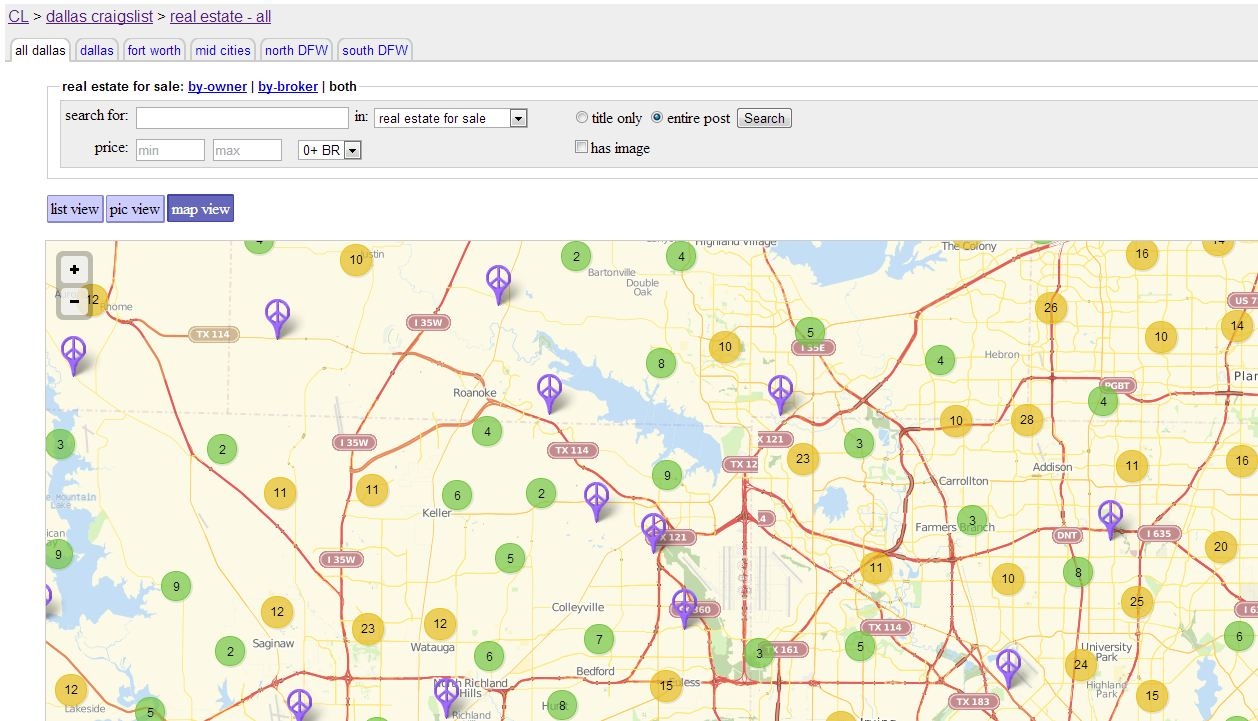 CL > dallas craigslist > real estate - all
all dallas dallas fort worth mid cities north DFW south DFW
real estate for sale: by-owner | by-broker | both
search for: in: real estate for sale title only entire post Search
price: min max 0+ BR has image
list view pic view map view
+
−
4
10
2
4
Highland Village
The Colony
16
14
Bartonville
Double
Oak
12
Rhome
TX 114
I 35W
26
US 7
5
I 35E
10
10
14
8
4
Hebron
Plan
Roanoke
PGBT
4
10
28
3
2
4
I 35W
TX 114
X 121
TX 12
23
3
Addison
11
16
9
Carrollton
11
11
6
2
Keller
3
Farmers Branch
X 121
4
DNT
I 635
20
9
I 35W
5
11
10
8
9
12
Colleyville
X 360
25
I 63
23
12
Watauga
TX 114
Saginaw
2
6
7
3
X 161
5
6
University
Park
24
Bedford
12
Lakeside
North Richland
Hills
Richland
15
Euless
Highland
Park
15
TX 183
5
8
Irving